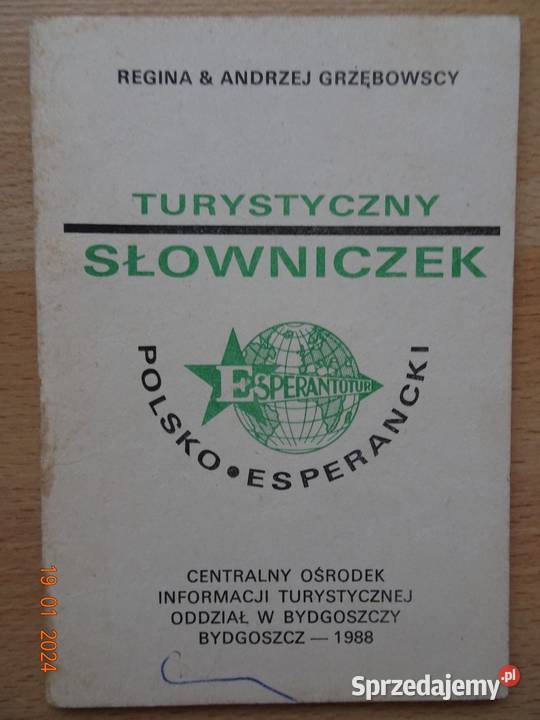 REGINA & ANDRZEJ GRZĘBOWSCY
TURYSTYCZNY
SŁOWNICZEK
ESPERANTOTUR
POLSKO • ESPERANCKI
CENTRALNY OŚRODEK
INFORMACJI TURYSTYCZNEJ
ODDZIAŁ W BYDGOSZCZY
BYDGOSZCZ — 1988
19 01 2024
Sprzedajemy.pl